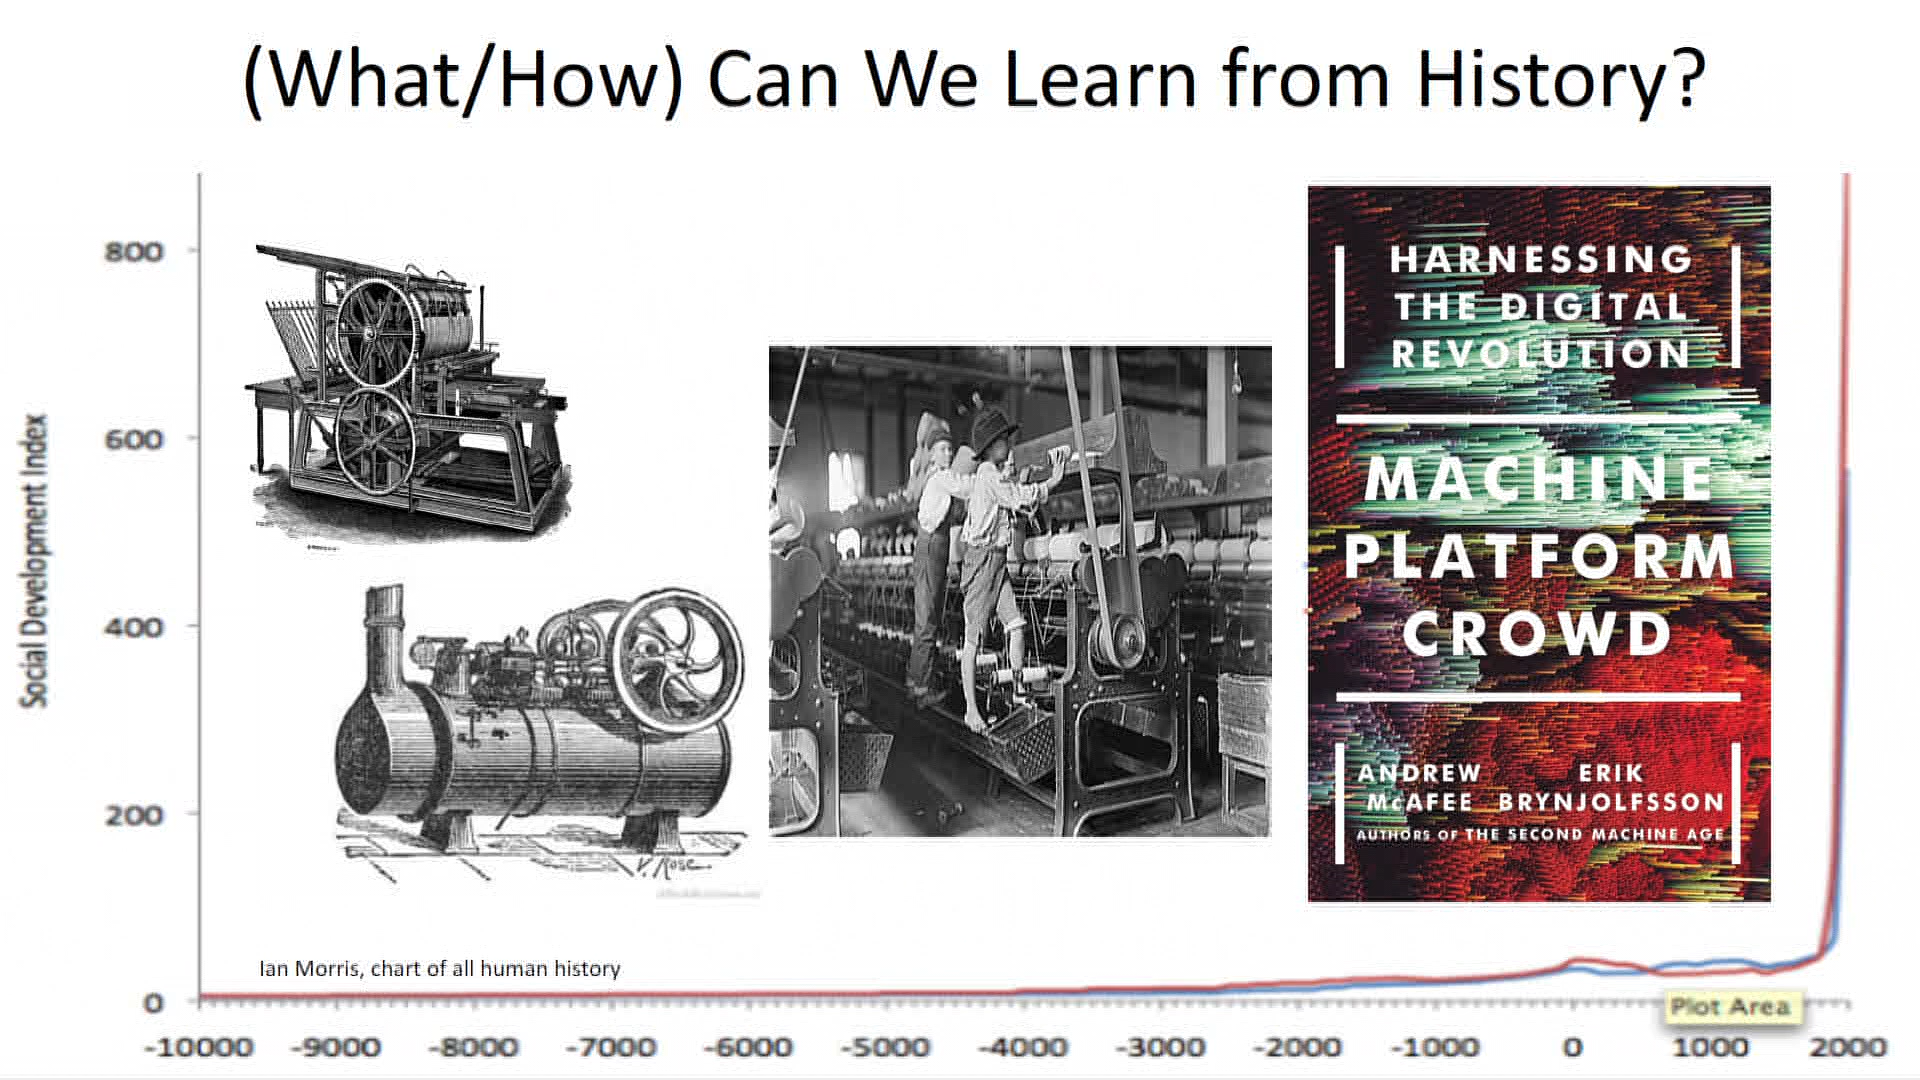 (What/How) Can We Learn from History?
Social Development Index
800
600
400
200
0
HARNESSING
THE DIGITAL
REVOLUTION
MACHINE
PLATFORM
CROWD
ANDREW McAFEE
ERIK BRYNJOLFSSON
AUTHORS OF THE SECOND MACHINE AGE
V. Rose
Ian Morris, chart of all human history
Plot Area
-10000 -9000 -8000 -7000 -6000 -5000 -4000 -3000 -2000 -1000 0 1000 2000